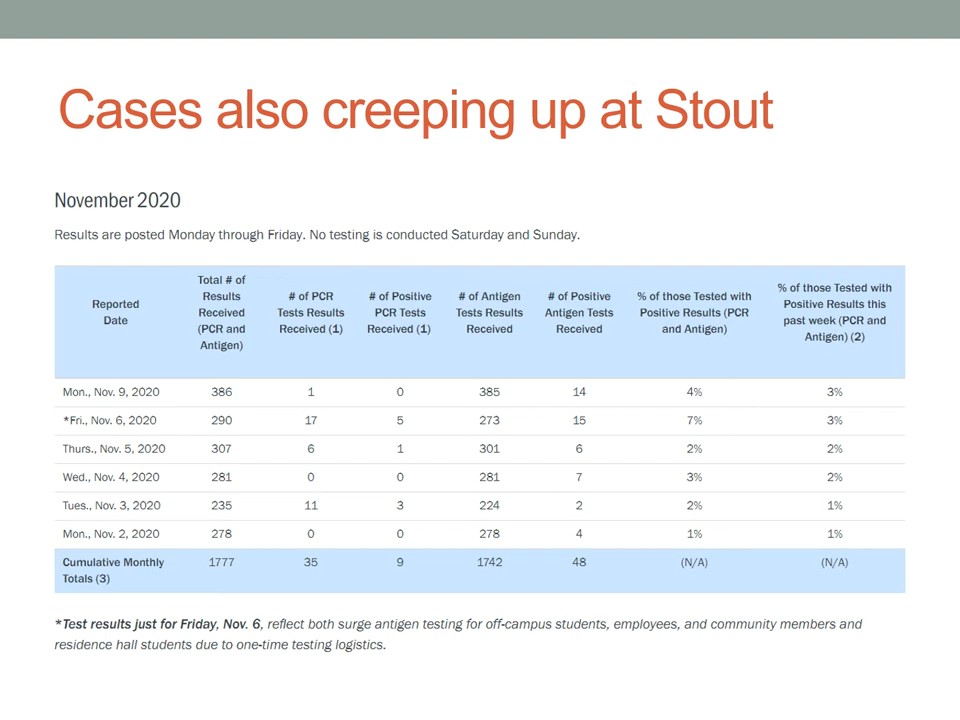 Cases also creeping up at Stout
November 2020
Results are posted Monday through Friday. No testing is conducted Saturday and Sunday.
Reported Date | Total # of Results Received (PCR and Antigen) | # of PCR Tests Results Received (1) | # of Positive PCR Tests Received (1) | # of Antigen Tests Results Received | # of Positive Antigen Tests Received | % of those Tested with Positive Results (PCR and Antigen) | % of those Tested with Positive Results this past week (PCR and Antigen) (2)
Mon., Nov. 9, 2020 386 1 0 385 14 4% 3%
*Fri., Nov. 6, 2020 290 17 5 273 15 7% 3%
Thurs., Nov. 5, 2020 307 6 1 301 6 2% 2%
Wed., Nov. 4, 2020 281 0 0 281 7 3% 2%
Tues., Nov. 3, 2020 235 11 3 224 2 2% 1%
Mon., Nov. 2, 2020 278 0 0 278 4 1% 1%
Cumulative Monthly Totals (3) 1777 35 9 1742 48 (N/A) (N/A)
*Test results just for Friday, Nov. 6, reflect both surge antigen testing for off-campus students, employees, and community members and
residence hall students due to one-time testing logistics.